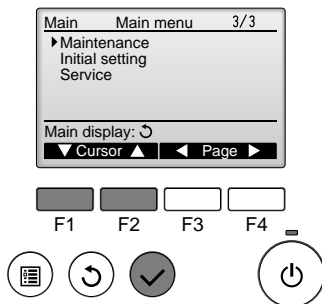 Main Main menu 3/3
Maintenance
Initial setting
Service
Main display:
Cursor Page
F1 F2 F3 F4